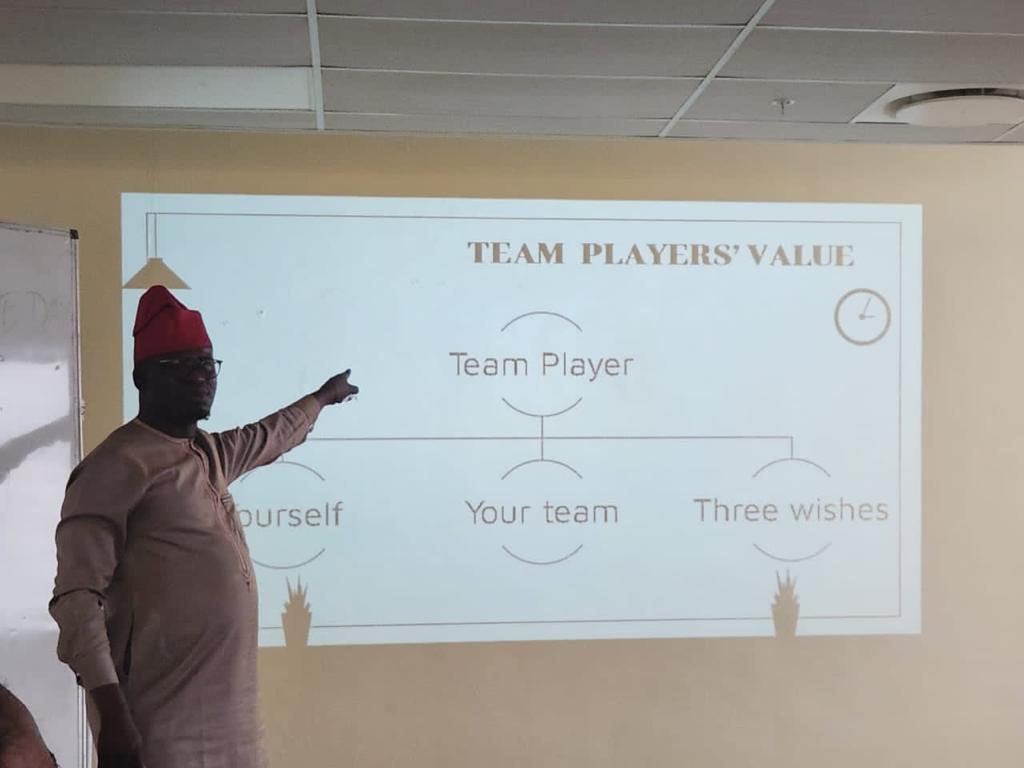 TEAM PLAYERS' VALUE
Team Player
ourself
Your team
Three wishes